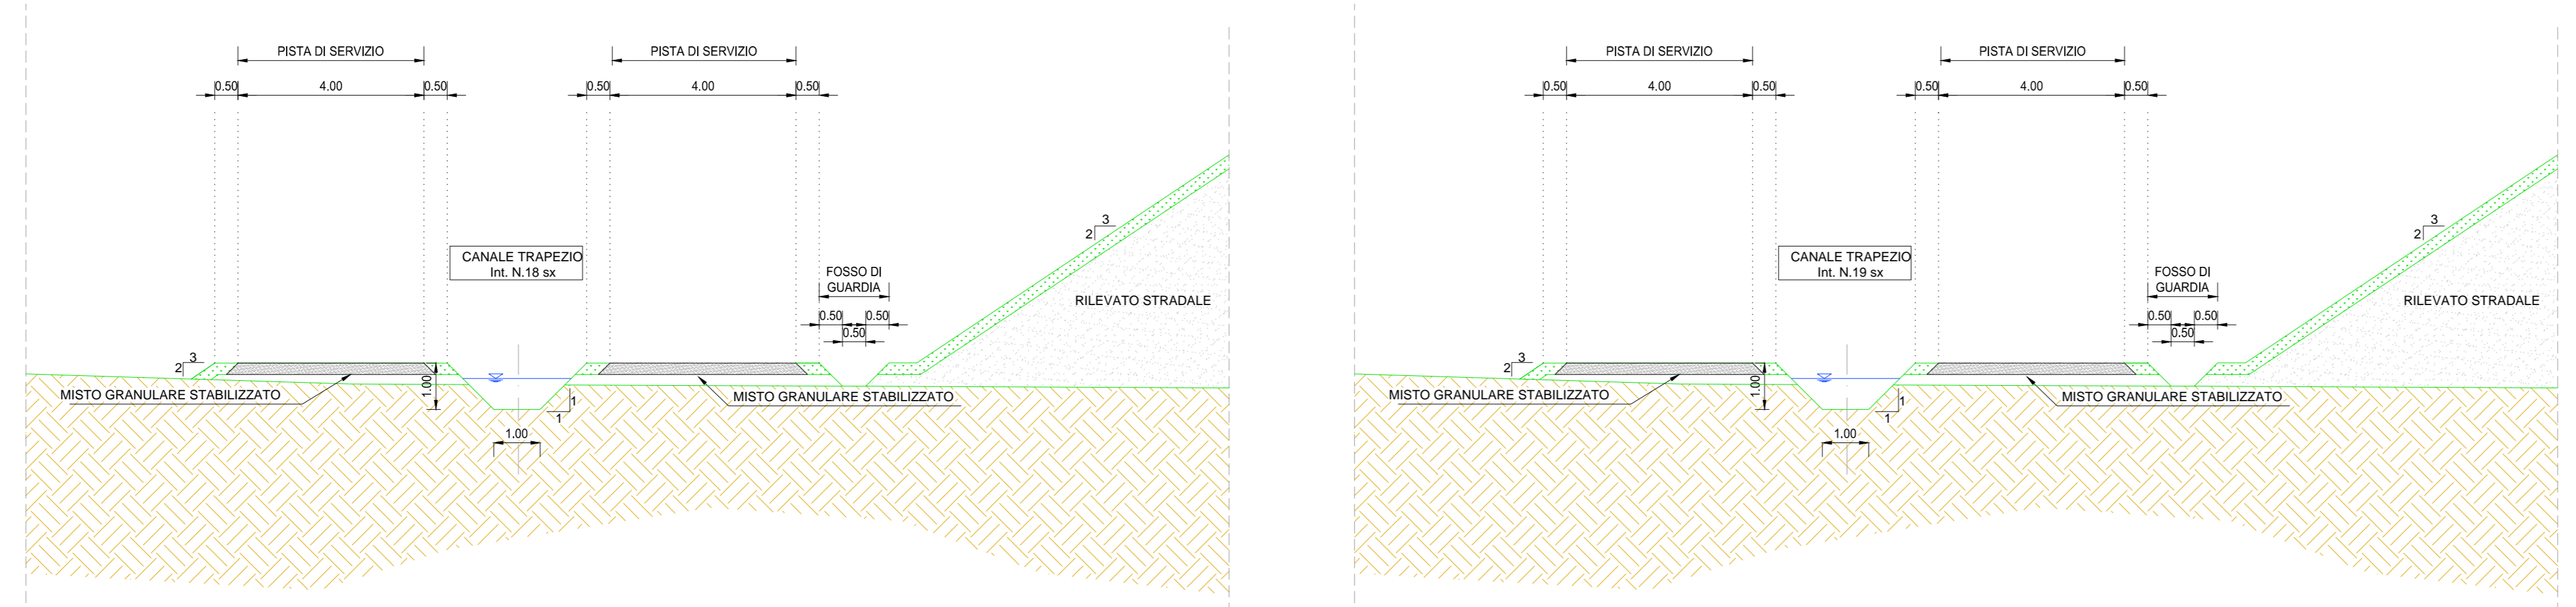 PISTA DI SERVIZIO
PISTA DI SERVIZIO
0.50
4.00
0.50
0.50
4.00
0.50
3
2
CANALE TRAPEZIO
Int. N.18 sx
FOSSO DI
GUARDIA
RILEVATO STRADALE
0.50
0.50
0.50
3
2
1.00
MISTO GRANULARE STABILIZZATO
MISTO GRANULARE STABILIZZATO
1
1
1.00
PISTA DI SERVIZIO
PISTA DI SERVIZIO
0.50
4.00
0.50
0.50
4.00
0.50
3
2
CANALE TRAPEZIO
Int. N.19 sx
FOSSO DI
GUARDIA
RILEVATO STRADALE
0.50
0.50
0.50
3
2
1.00
MISTO GRANULARE STABILIZZATO
MISTO GRANULARE STABILIZZATO
1
1
1.00